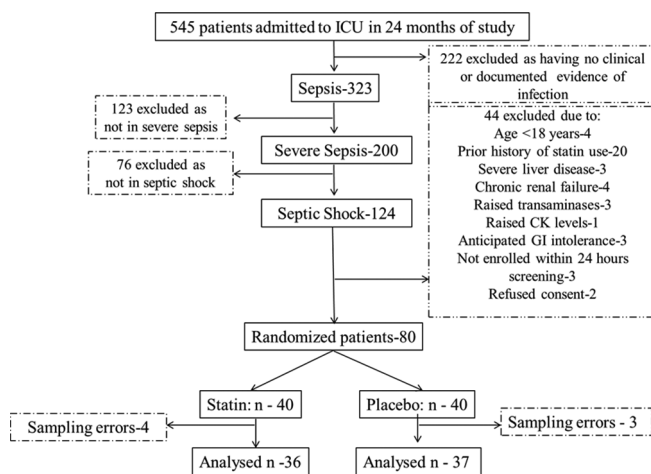 545 patients admitted to ICU in 24 months of study
222 excluded as having no clinical
or documented evidence of
infection
Sepsis-323
123 excluded as
not in severe sepsis
Severe Sepsis-200
76 excluded as
not in septic shock
Septic Shock-124
44 excluded due to:
Age <18 years-4
Prior history of statin use-20
Severe liver disease-3
Chronic renal failure-4
Raised transaminases-3
Raised CK levels-1
Anticipated GI intolerance-3
Not enrolled within 24 hours
screening-3
Refused consent-2
Randomized patients-80
Statin: n - 40
Placebo: n - 40
Sampling errors-4
Sampling errors - 3
Analysed n -36
Analysed n - 37